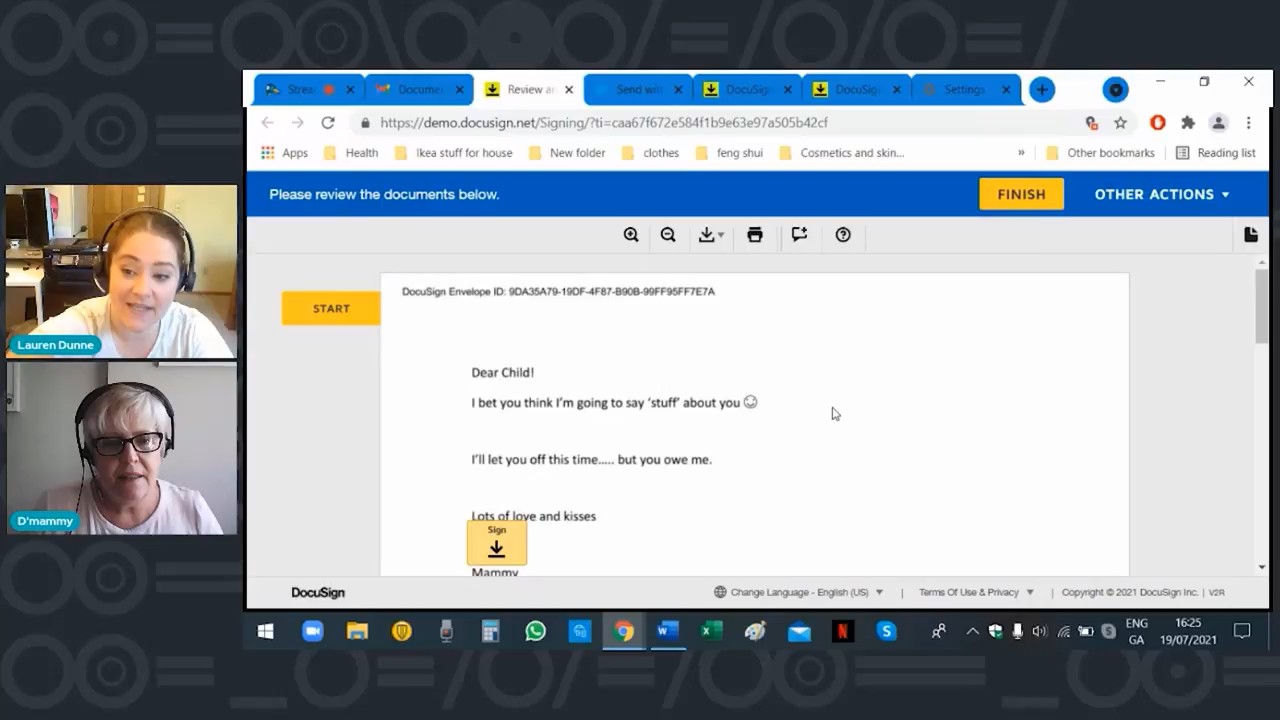 Strea
Docume
Review an
Send wit
DocuSig
DocuSig
Settings
https://demo.docusign.net/Signing/?ti=caa67f672e584f1b9e63e97a505b42cf
Apps
Health
Ikea stuff for house
New folder
clothes
feng shui
Cosmetics and skin...
»
Other bookmarks
Reading list
Please review the documents below.
FINISH
OTHER ACTIONS
START
DocuSign Envelope ID: 9DA35A79-19DF-4F87-B90B-99FF95FF7E7A
Dear Child!
I bet you think I'm going to say 'stuff' about you ☺
I'll let you off this time..... but you owe me.
Lots of love and kisses
Sign
Mammy
Lauren Dunne
D'mammy
DocuSign
Change Language - English (US)
| Terms Of Use & Privacy
| Copyright © 2021 DocuSign Inc. | V2R
ENG
GA
16:25
19/07/2021